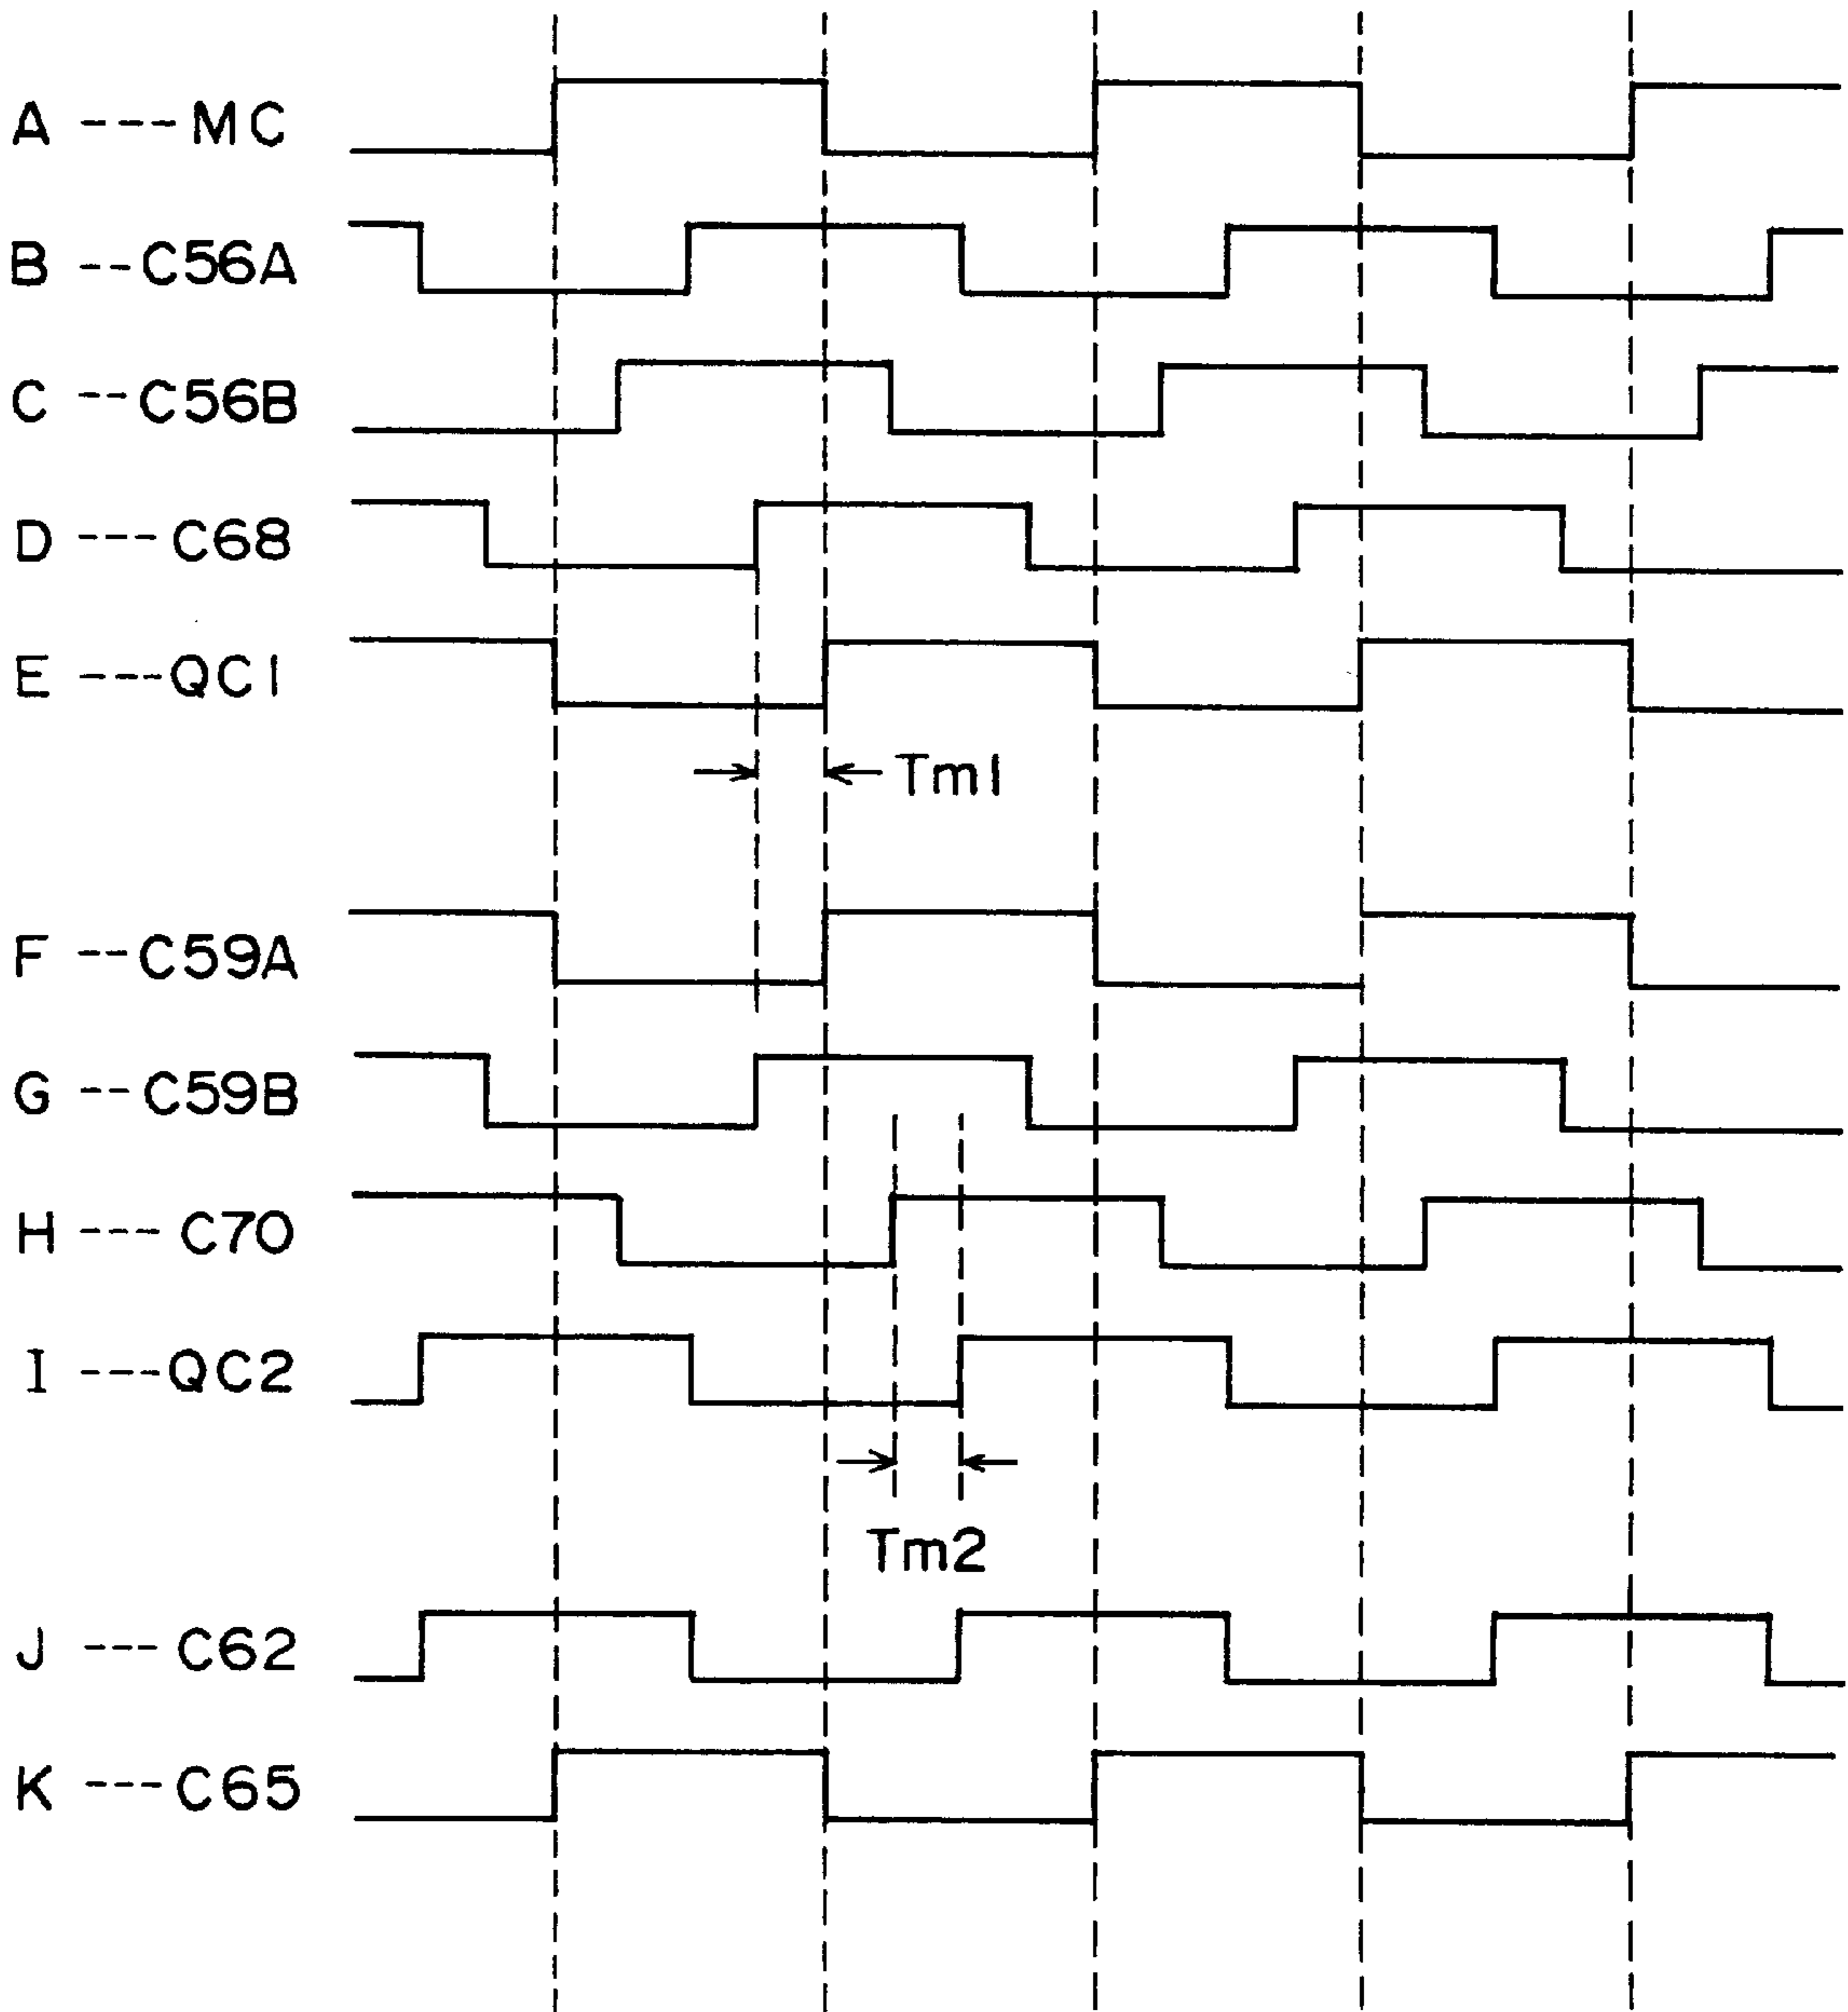 A ----MC
B --C56A
C --C56B
D ---C68
E ---QC1
Tm1
F --C59A
G --C59B
H ---C70
I ---QC2
Tm2
J ---C62
K ---C65